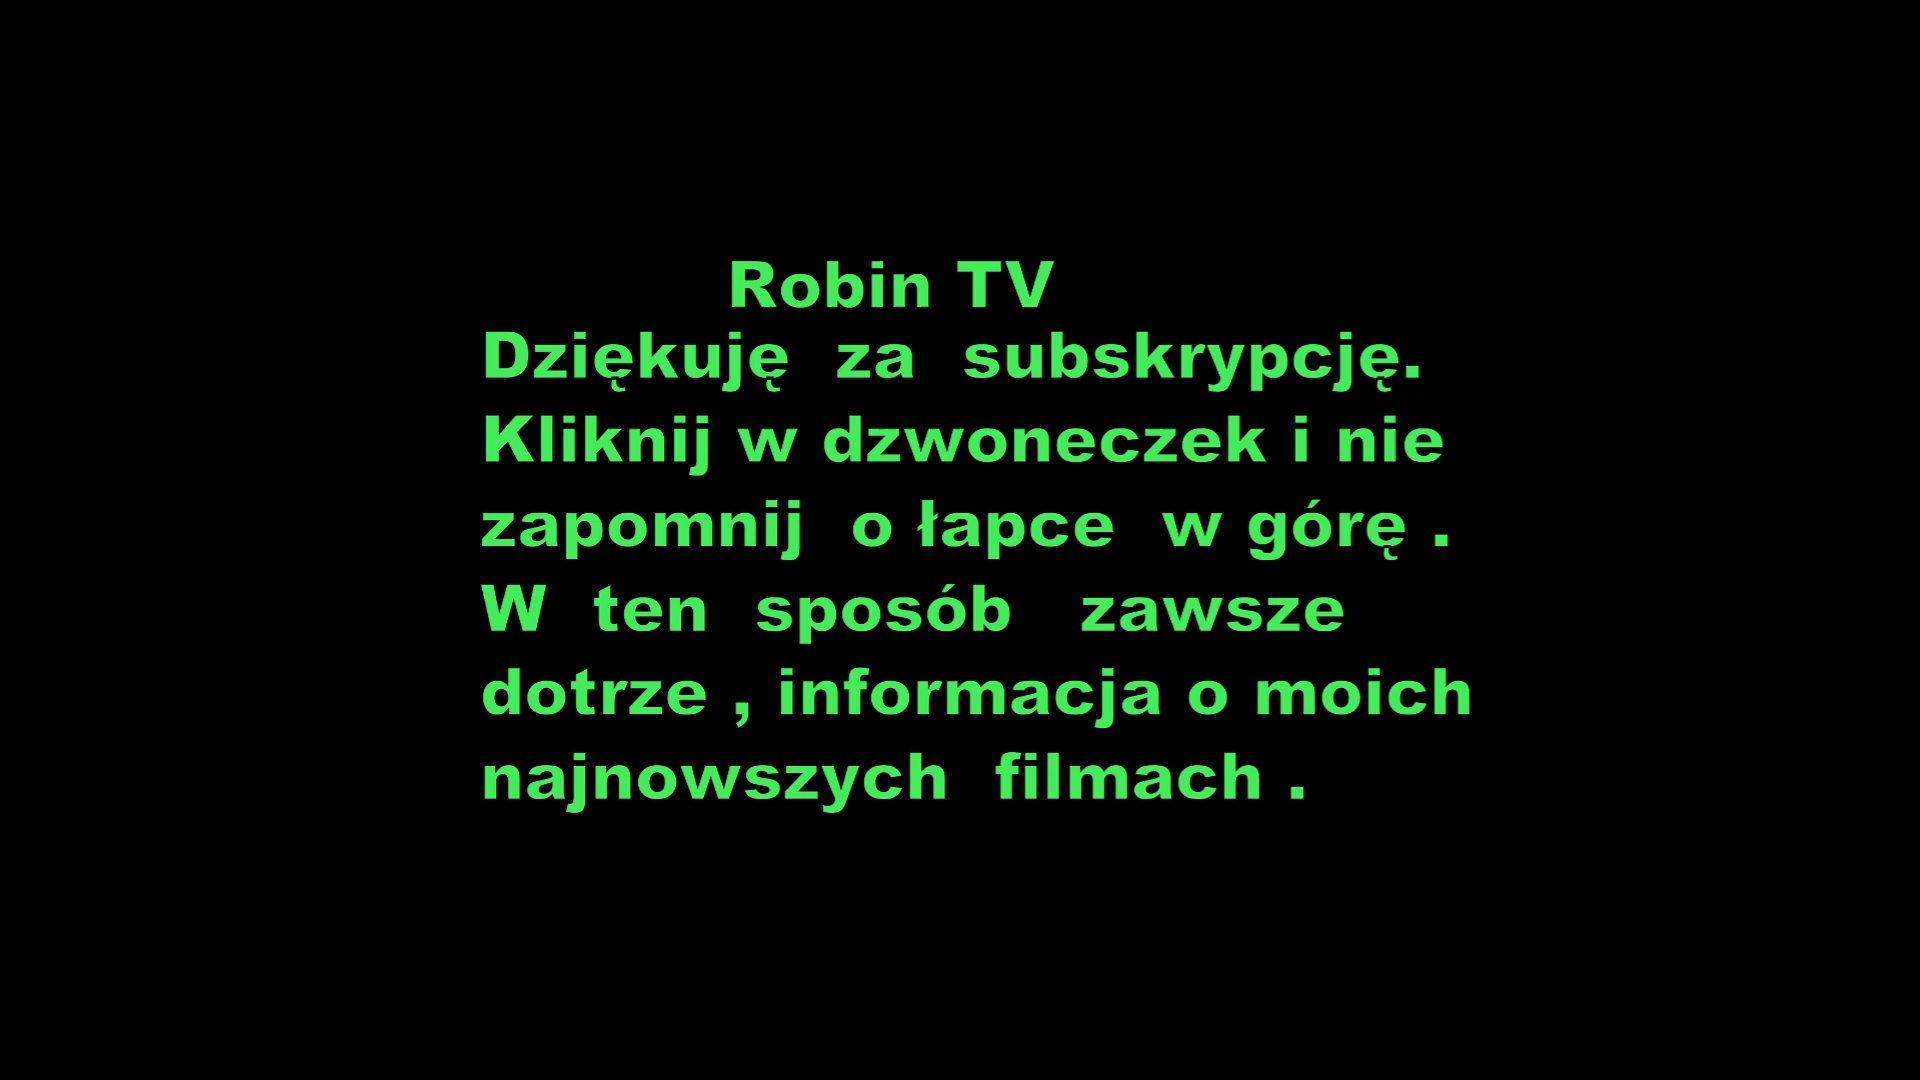 Robin TV
Dziękuję za subskrypcję.
Kliknij w dzwoneczek i nie
zapomnij o łapce w górę .
W ten sposób zawsze
dotrze , informacja o moich
najnowszych filmach .